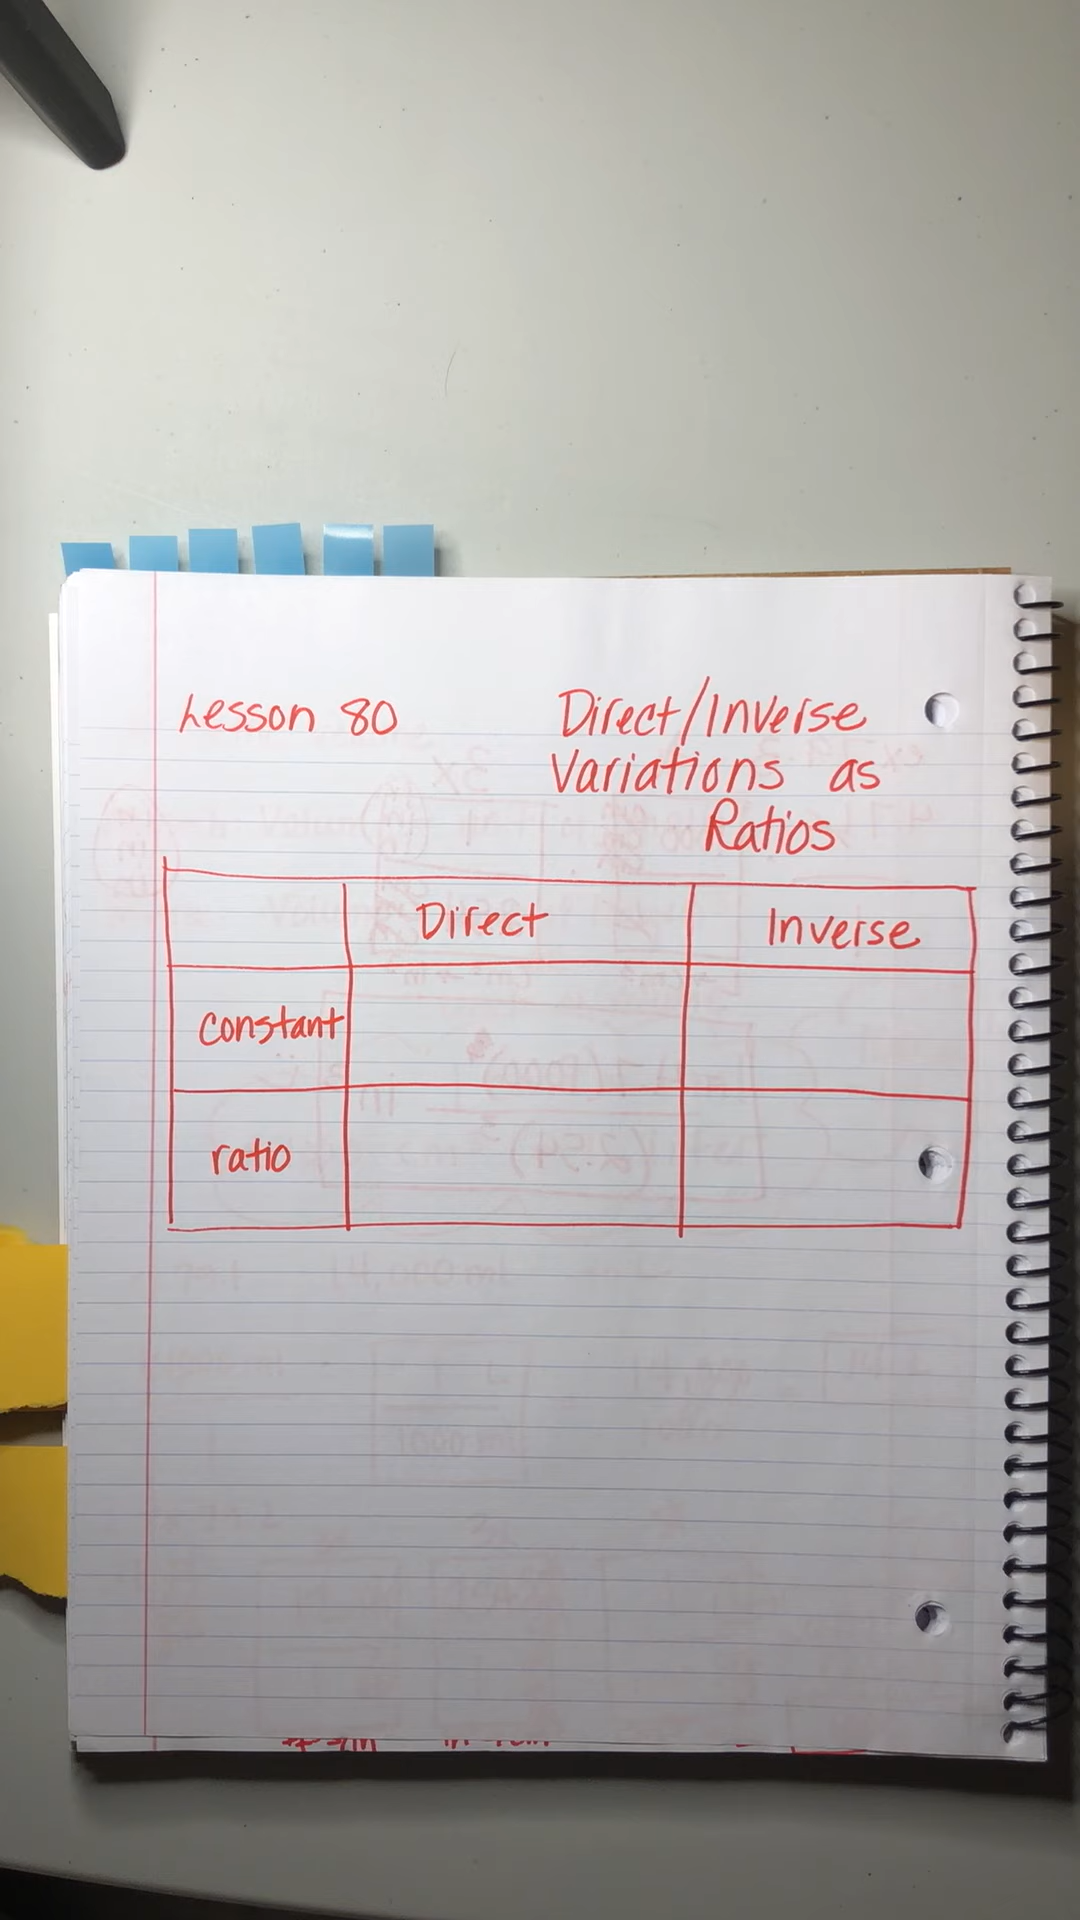 Lesson 80
Direct/Inverse
Variations as
Ratios
Direct
Inverse
constant
ratio